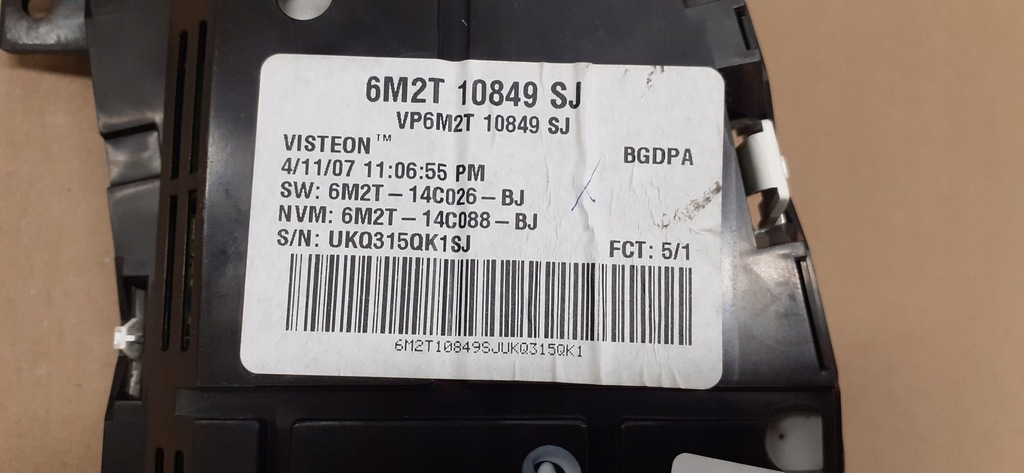 6M2T 10849 SJ
VP6M2T 10849 SJ
VISTEON™
BGDPA
4/11/07 11:06:55 PM
SW: 6M2T-14C026-BJ
NVM: 6M2T-14C088-BJ
S/N: UKQ315QK1SJ
FCT: 5/1
6M2T10849SJUKQ315QK1